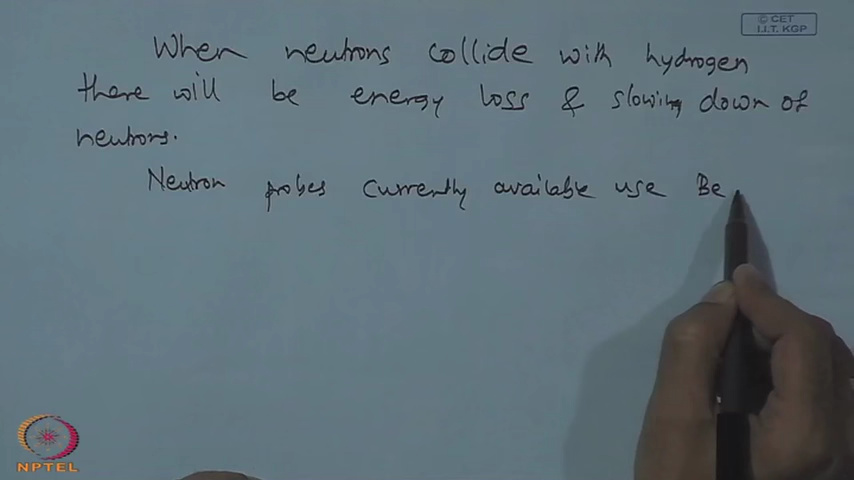 © CET
I.I.T. KGP
When neutrons collide with hydrogen
there will be energy loss & slowing down of
neutrons.
Neutron probes currently available use Be
NPTEL